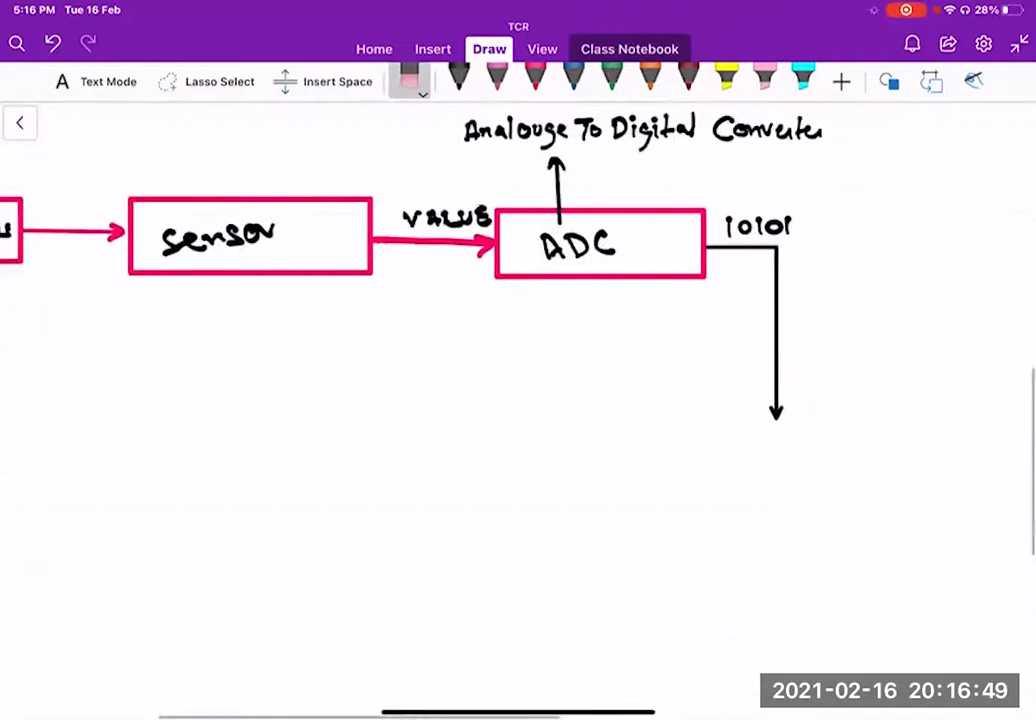 5:16 PM Tue 16 Feb
28%
TCR
Home Insert Draw View Class Notebook
Text Mode Lasso Select Insert Space
Analouge To Digital Converter
sensor
VALUE
ADC
10101
2021-02-16 20:16:49